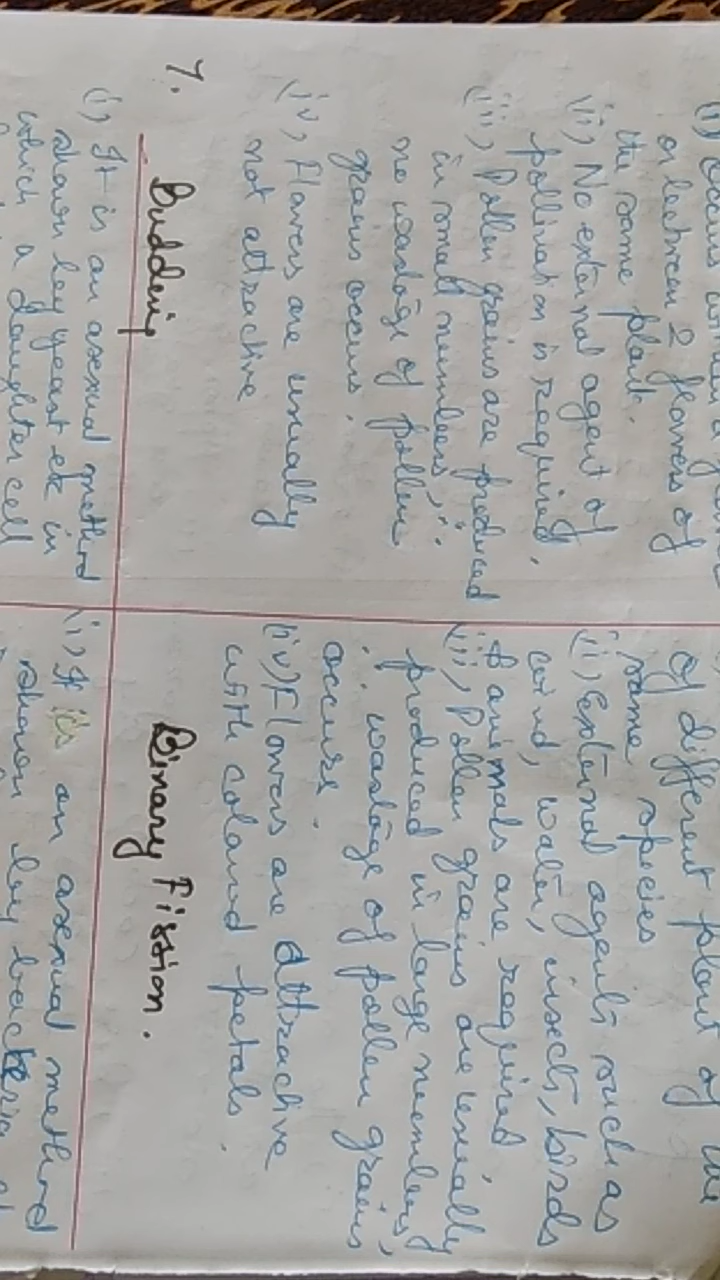 (i) Occurs within a
or between 2 flowers of
the same plant.
ii) No external agent of
pollination is required.
(iii) Pollen grains are produced
in small numbers, ∵
no wastage of pollen
grains occurs.
(iv) Flowers are usually
not attractive
of different plant of the
same species
(ii) External agents such as
wind, water, insects, birds
& animals are required
(iii) Pollen grains are usually
produced in large numbers,
∴ wastage of pollen grains
occurs.
(iv) Flowers are attractive
with colourd petals.
7. Budding
(i) It is an asexual method
shown by yeast etc in
which a daughter cell
Binary Fission.
(i) It is an asexual method
shown by bacteria